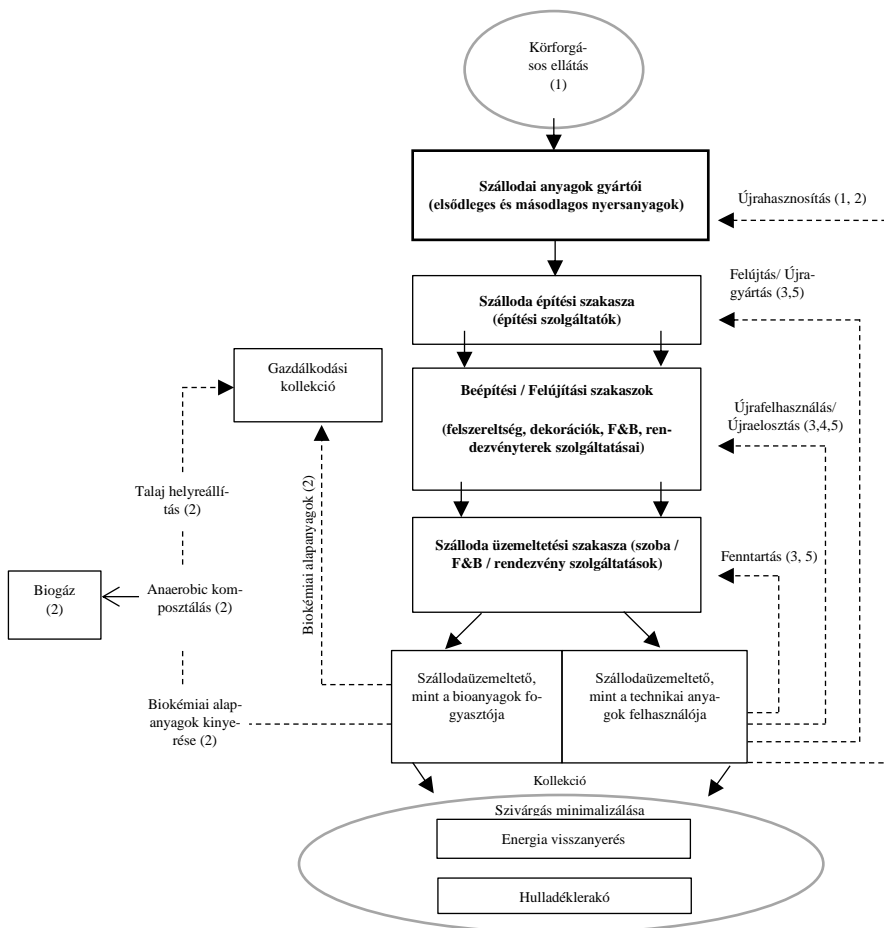 Körforgá-
sos ellátás
(1)
Szállodai anyagok gyártói
(elsődleges és másodlagos nyersanyagok)
Újrahasznosítás (1, 2)
Szálloda építési szakasza
(építési szolgáltatók)
Felújtás/ Újra-
gyártás (3,5)
Gazdálkodási
kollekció
Beépítési / Felújítási szakaszok
(felszereltség, dekorációk, F&B, ren-
dezvényterek szolgáltatásai)
Újrafelhasználás/
Újraelosztás (3,4,5)
Talaj helyreállí-
tás (2)
Biokémiai alapanyagok (2)
Szálloda üzemeltetési szakasza (szoba /
F&B / rendezvény szolgáltatások)
Fenntartás (3, 5)
Biogáz
(2)
Anaerobic kom-
posztálás (2)
Biokémiai alap-
anyagok kinye-
rése (2)
Szállodaüzemeltető,
mint a bioanyagok fo-
gyasztója
Szállodaüzemeltető,
mint a technikai anya-
gok felhasználója
Kollekció
Szivárgás minimalizálása
Energia visszanyerés
Hulladéklerakó